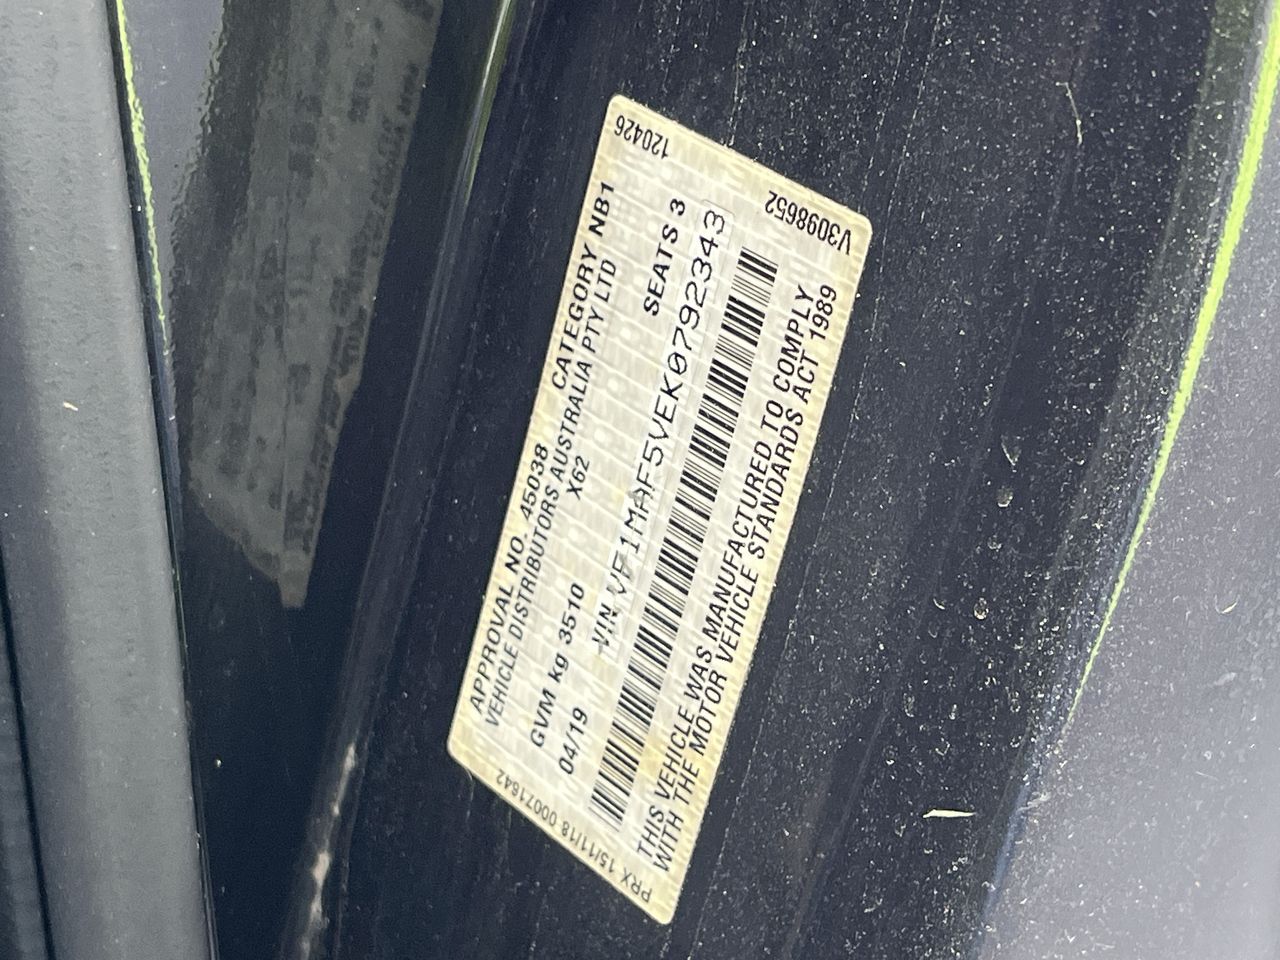 APPROVAL NO. 45038 CATEGORY NB1
VEHICLE DISTRIBUTORS AUSTRALIA PTY LTD
X62
GVM kg 3510 SEATS 3
04/19 VIN VF1MAF5VEK0792343
THIS VEHICLE WAS MANUFACTURED TO COMPLY
WITH THE MOTOR VEHICLE STANDARDS ACT 1989
PRX 15/11/18 00071642
120426
V3098652